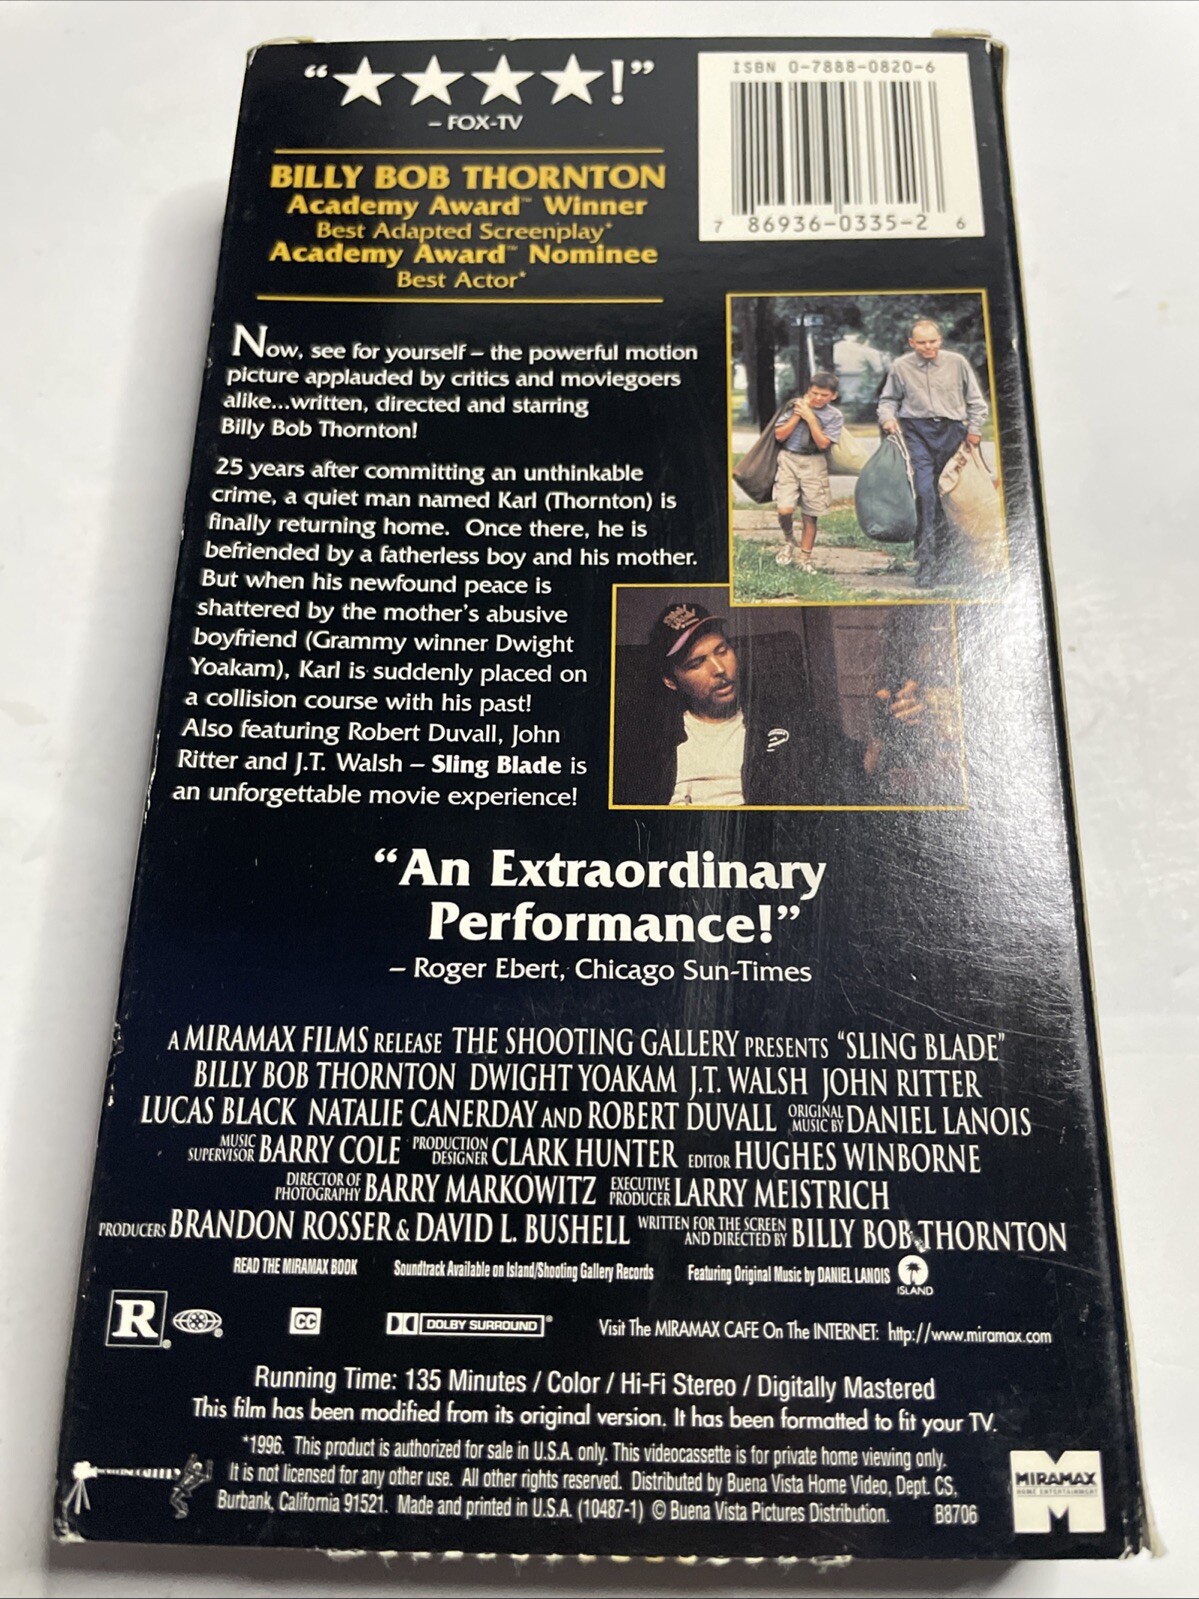 "★★★★!"
– FOX-TV
ISBN 0-7888-0820-6
7 86936-0335-2 6
BILLY BOB THORNTON
Academy Award™ Winner
Best Adapted Screenplay*
Academy Award™ Nominee
Best Actor*
Now, see for yourself – the powerful motion
picture applauded by critics and moviegoers
alike...written, directed and starring
Billy Bob Thornton!
25 years after committing an unthinkable
crime, a quiet man named Karl (Thornton) is
finally returning home. Once there, he is
befriended by a fatherless boy and his mother.
But when his newfound peace is
shattered by the mother's abusive
boyfriend (Grammy winner Dwight
Yoakam), Karl is suddenly placed on
a collision course with his past!
Also featuring Robert Duvall, John
Ritter and J.T. Walsh – Sling Blade is
an unforgettable movie experience!
"An Extraordinary
Performance!"
– Roger Ebert, Chicago Sun-Times
A MIRAMAX FILMS RELEASE THE SHOOTING GALLERY PRESENTS "SLING BLADE"
BILLY BOB THORNTON DWIGHT YOAKAM J.T. WALSH JOHN RITTER
LUCAS BLACK NATALIE CANERDAY AND ROBERT DUVALL ORIGINAL MUSIC BY DANIEL LANOIS
MUSIC SUPERVISOR BARRY COLE PRODUCTION DESIGNER CLARK HUNTER EDITOR HUGHES WINBORNE
DIRECTOR OF PHOTOGRAPHY BARRY MARKOWITZ EXECUTIVE PRODUCER LARRY MEISTRICH
PRODUCERS BRANDON ROSSER & DAVID L. BUSHELL WRITTEN FOR THE SCREEN AND DIRECTED BY BILLY BOB THORNTON
READ THE MIRAMAX BOOK Soundtrack Available on Island/Shooting Gallery Records Featuring Original Music by DANIEL LANOIS ISLAND
R ® CC DOLBY SURROUND® Visit The MIRAMAX CAFE On The INTERNET: http://www.miramax.com
Running Time: 135 Minutes / Color / Hi-Fi Stereo / Digitally Mastered
This film has been modified from its original version. It has been formatted to fit your TV.
*1996. This product is authorized for sale in U.S.A. only. This videocassette is for private home viewing only.
It is not licensed for any other use. All other rights reserved. Distributed by Buena Vista Home Video, Dept. CS,
Burbank, California 91521. Made and printed in U.S.A. (10487-1) © Buena Vista Pictures Distribution. B8706
MIRAMAX
HOME ENTERTAINMENT